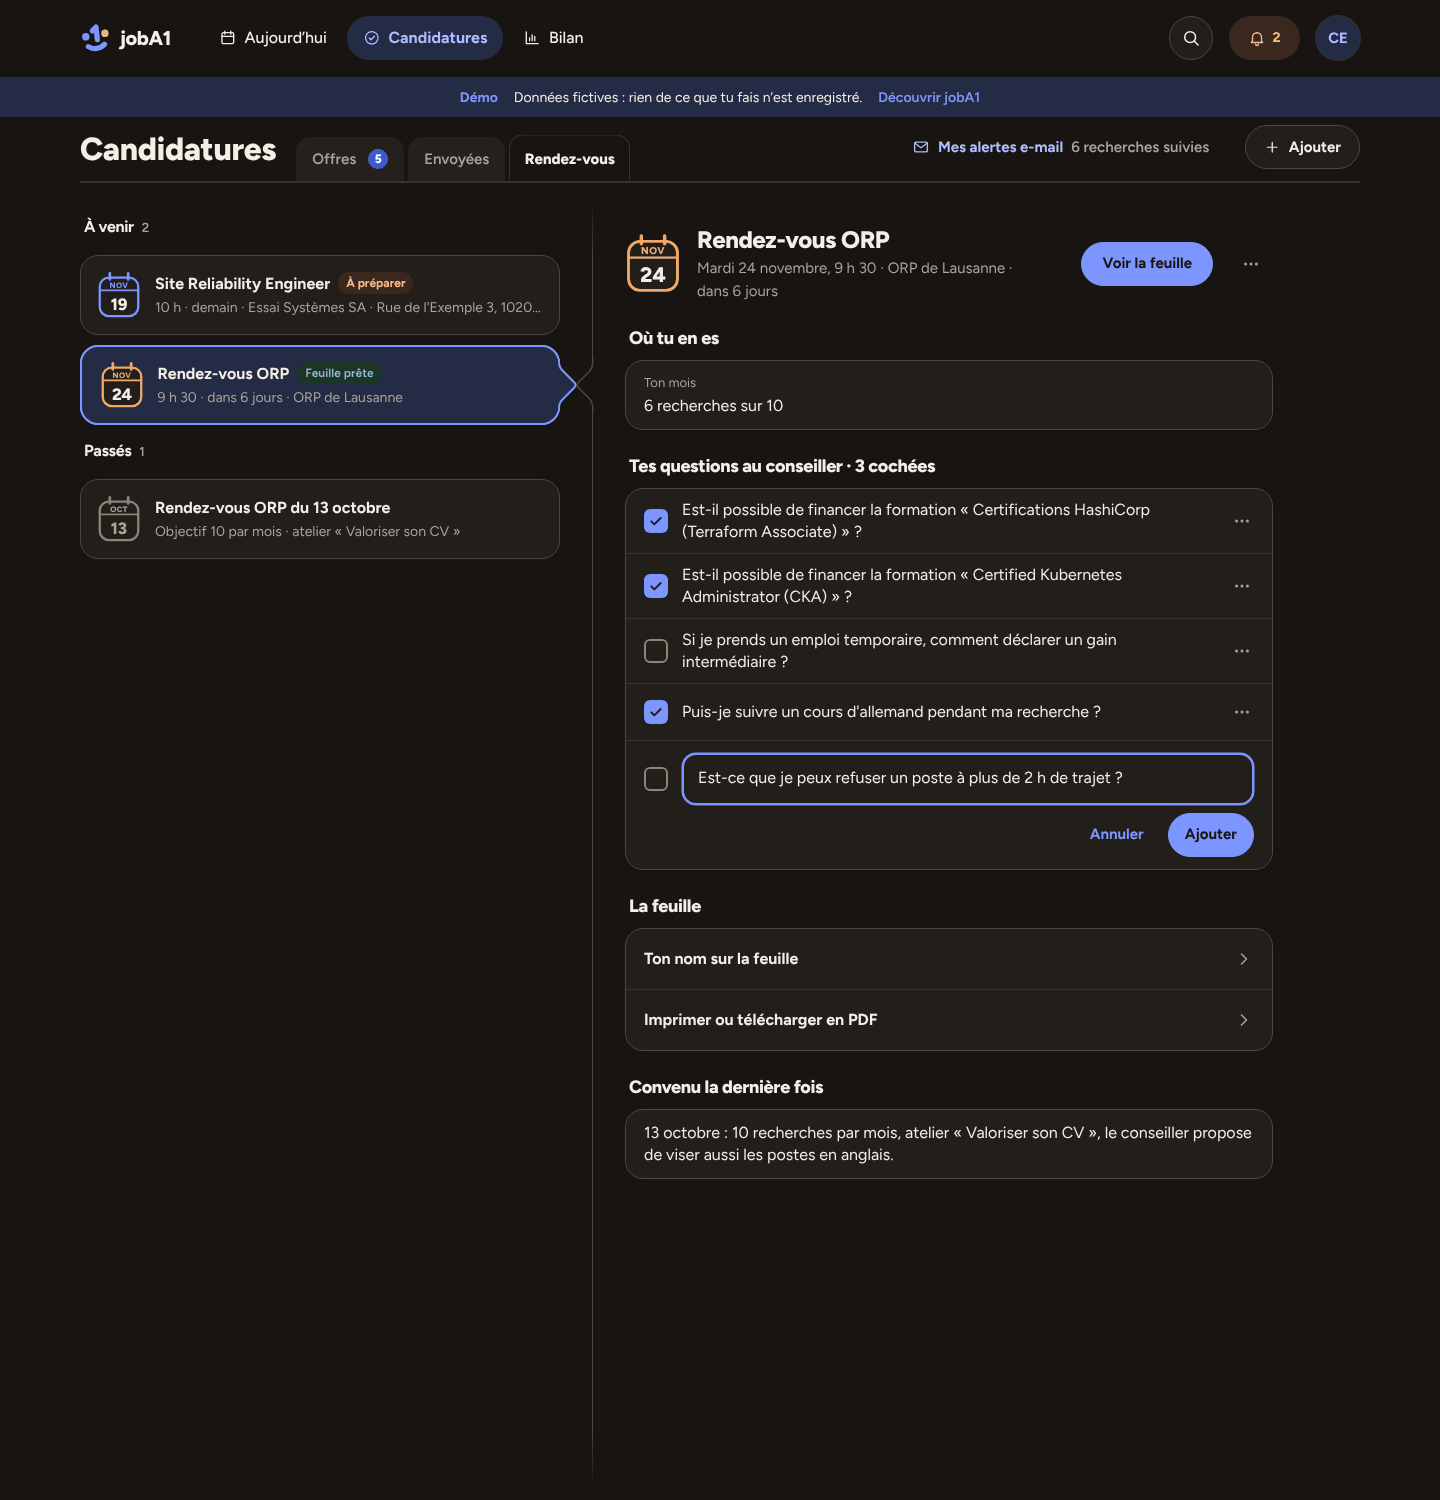 jobA1
Aujourd’hui
Candidatures
Bilan
2
CE
Démo Données fictives : rien de ce que tu fais n’est enregistré. Découvrir jobA1
Candidatures
Offres 5
Envoyées
Rendez-vous
Mes alertes e-mail 6 recherches suivies
Ajouter
À venir 2
NOV
19
Site Reliability Engineer À préparer
10 h · demain · Essai Systèmes SA · Rue de l'Exemple 3, 1020...
NOV
24
Rendez-vous ORP Feuille prête
9 h 30 · dans 6 jours · ORP de Lausanne
Passés 1
OCT
13
Rendez-vous ORP du 13 octobre
Objectif 10 par mois · atelier « Valoriser son CV »
NOV
24
Rendez-vous ORP
Mardi 24 novembre, 9 h 30 · ORP de Lausanne ·
dans 6 jours
Voir la feuille
Où tu en es
Ton mois
6 recherches sur 10
Tes questions au conseiller · 3 cochées
Est-il possible de financer la formation « Certifications HashiCorp
(Terraform Associate) » ?
Est-il possible de financer la formation « Certified Kubernetes
Administrator (CKA) » ?
Si je prends un emploi temporaire, comment déclarer un gain
intermédiaire ?
Puis-je suivre un cours d'allemand pendant ma recherche ?
Est-ce que je peux refuser un poste à plus de 2 h de trajet ?
Annuler
Ajouter
La feuille
Ton nom sur la feuille
Imprimer ou télécharger en PDF
Convenu la dernière fois
13 octobre : 10 recherches par mois, atelier « Valoriser son CV », le conseiller propose
de viser aussi les postes en anglais.